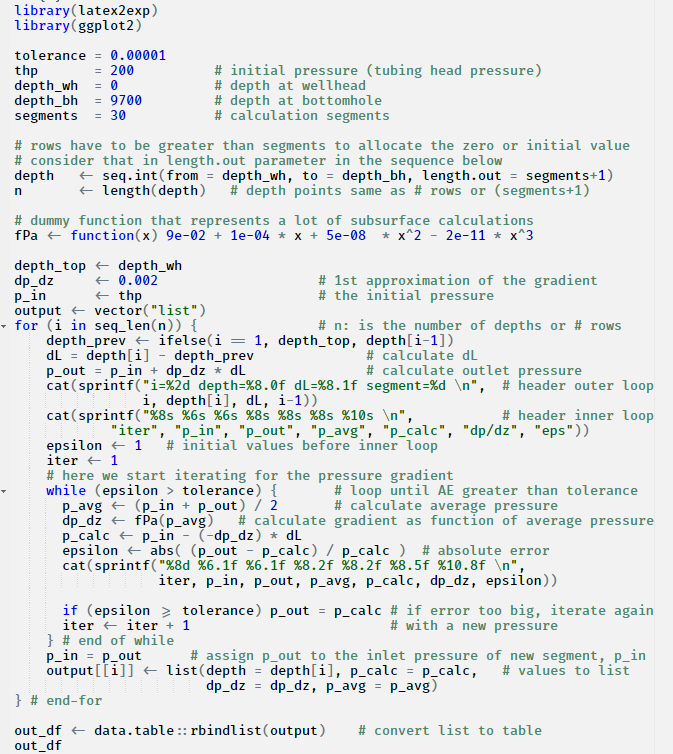 library(latex2exp)
library(ggplot2)

tolerance = 0.00001
thp       = 200          # initial pressure (tubing head pressure)
depth_wh  = 0            # depth at wellhead
depth_bh  = 9700         # depth at bottomhole
segments  = 30           # calculation segments

# rows have to be greater than segments to allocate the zero or initial value
# consider that in length.out parameter in the sequence below
depth   ← seq.int(from = depth_wh, to = depth_bh, length.out = segments+1)
n       ← length(depth)   # depth points same as # rows or (segments+1)

# dummy function that represents a lot of subsurface calculations
fPa ← function(x) 9e-02 + 1e-04 * x + 5e-08  * x^2 - 2e-11 * x^3

depth_top ← depth_wh
dp_dz     ← 0.002                     # 1st approximation of the gradient
p_in      ← thp                       # the initial pressure
output ← vector("list")
for (i in seq_len(n)) {               # n: is the number of depths or # rows
    depth_prev ← ifelse(i == 1, depth_top, depth[i-1])
    dL = depth[i] - depth_prev              # calculate dL
    p_out = p_in + dp_dz * dL               # calculate outlet pressure
    cat(sprintf("i=%2d depth=%8.0f dL=%8.1f segment=%d \n",  # header outer loop
                i, depth[i], dL, i-1))
    cat(sprintf("%8s %6s %6s %8s %8s %8s %10s \n",           # header inner loop
            "iter", "p_in", "p_out", "p_avg", "p_calc", "dp/dz", "eps"))
    epsilon ← 1   # initial values before inner loop
    iter ← 1
    # here we start iterating for the pressure gradient
    while (epsilon > tolerance) {       # loop until AE greater than tolerance
      p_avg ← (p_in + p_out) / 2        # calculate average pressure
      dp_dz ← fPa(p_avg)   # calculate gradient as function of average pressure
      p_calc ← p_in - (-dp_dz) * dL
      epsilon ← abs( (p_out - p_calc) / p_calc )  # absolute error
      cat(sprintf("%8d %6.1f %6.1f %8.2f %8.2f %8.5f %10.8f \n",
                  iter, p_in, p_out, p_avg, p_calc, dp_dz, epsilon))

      if (epsilon ⩾ tolerance) p_out = p_calc # if error too big, iterate again
      iter ← iter + 1                         # with a new pressure
    } # end of while
    p_in = p_out      # assign p_out to the inlet pressure of new segment, p_in
    output[[i]] ← list(depth = depth[i], p_calc = p_calc,   # values to list
                        dp_dz = dp_dz, p_avg = p_avg)
} # end-for

out_df ← data.table::rbindlist(output)    # convert list to table
out_df